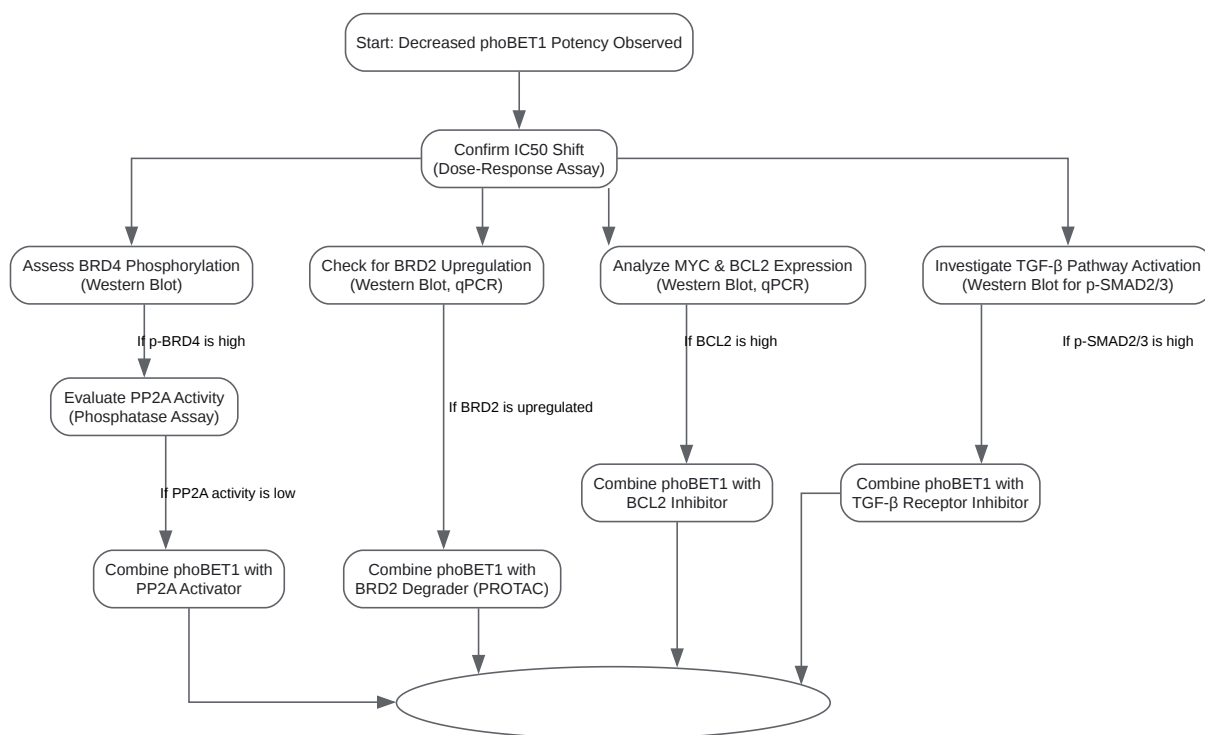 Start: Decreased phoBET1 Potency Observed
Confirm IC50 Shift
(Dose-Response Assay)
Assess BRD4 Phosphorylation
(Western Blot)
Check for BRD2 Upregulation
(Western Blot, qPCR)
Analyze MYC & BCL2 Expression
(Western Blot, qPCR)
Investigate TGF-β Pathway Activation
(Western Blot for p-SMAD2/3)
If p-BRD4 is high
If BCL2 is high
If p-SMAD2/3 is high
Evaluate PP2A Activity
(Phosphatase Assay)
If BRD2 is upregulated
If PP2A activity is low
Combine phoBET1 with
BCL2 Inhibitor
Combine phoBET1 with
TGF-β Receptor Inhibitor
Combine phoBET1 with
PP2A Activator
Combine phoBET1 with
BRD2 Degrader (PROTAC)